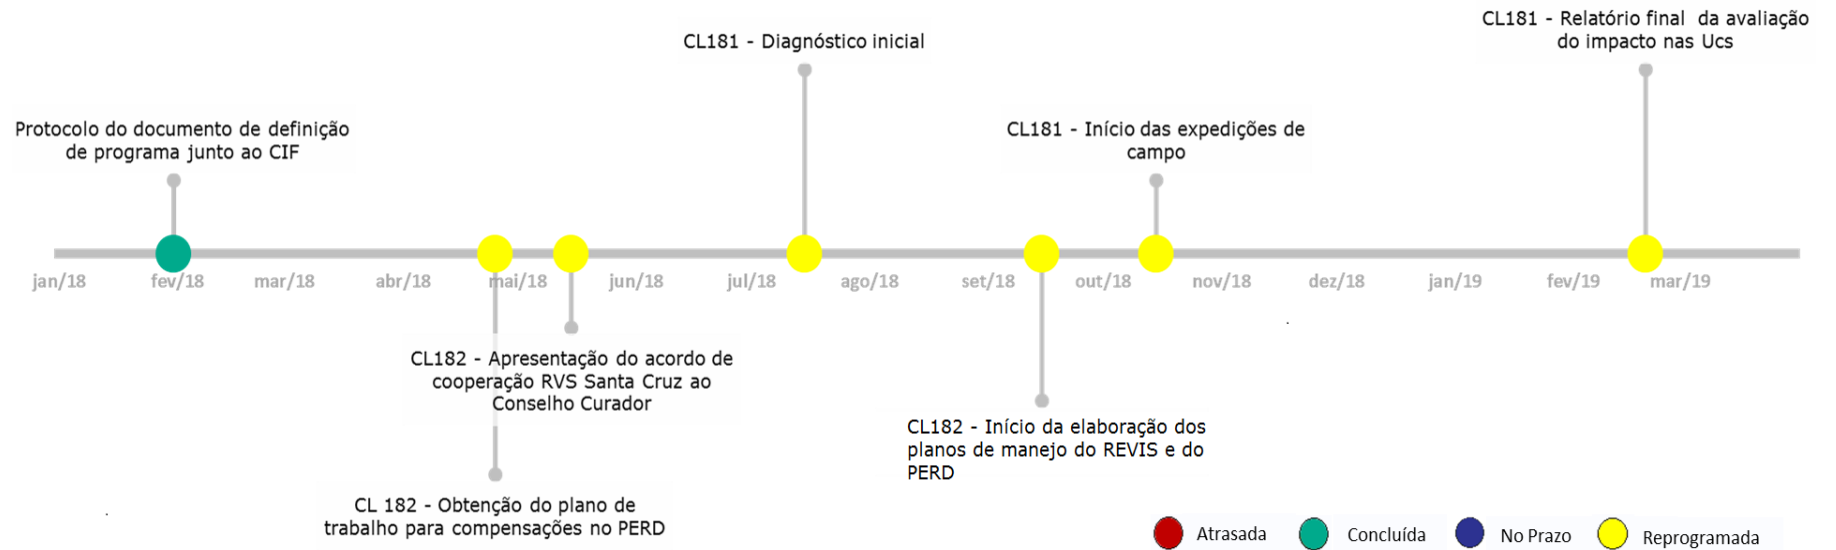 CL181 - Relatório final  da avaliação
do impacto nas Ucs
CL181 - Diagnóstico inicial
Protocolo do documento de definição
de programa junto ao CIF
CL181 - Início das expedições de
campo
jan/18
fev/18
mar/18
abr/18
mai/18
jun/18
jul/18
ago/18
set/18
out/18
nov/18
dez/18
jan/19
fev/19
mar/19
CL182 - Apresentação do acordo de
cooperação RVS Santa Cruz ao
Conselho Curador
CL182 - Início da elaboração dos
planos de manejo do REVIS e do
PERD
CL 182 - Obtenção do plano de
trabalho para compensações no PERD
Atrasada
Concluída
No Prazo
Reprogramada